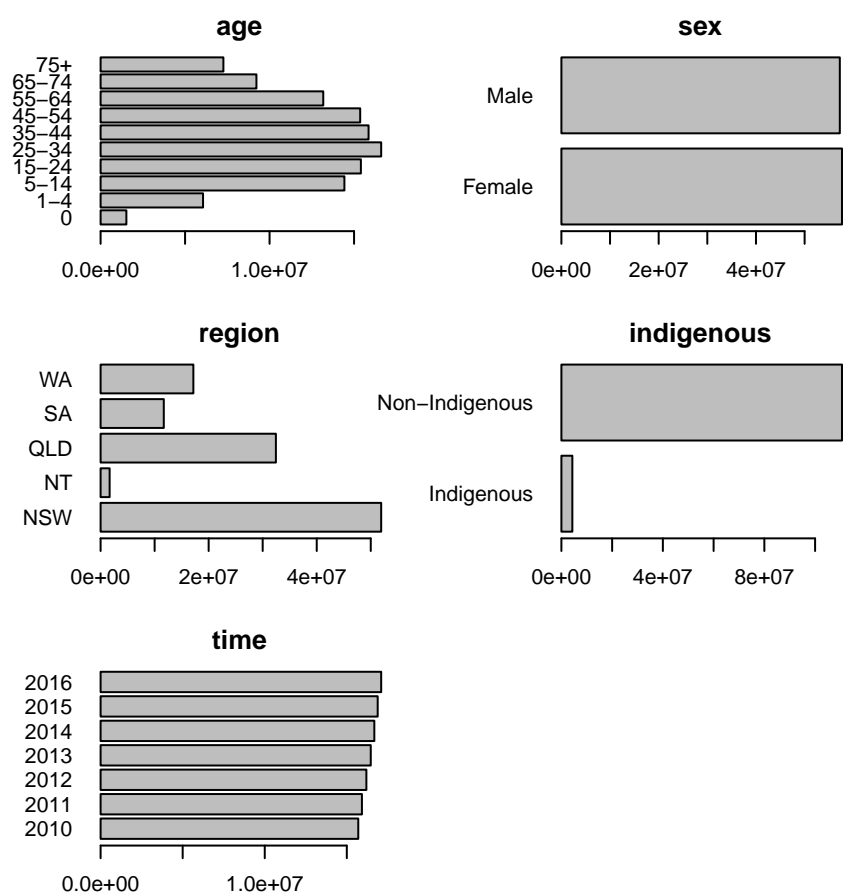 age
75+
65−74
55−64
45−54
35−44
25−34
15−24
5−14
1−4
0
0.0e+00 1.0e+07
sex
Male
Female
0e+00 2e+07 4e+07
region
WA
SA
QLD
NT
NSW
0e+00 2e+07 4e+07
indigenous
Non−Indigenous
Indigenous
0e+00 4e+07 8e+07
time
2016
2015
2014
2013
2012
2011
2010
0.0e+00 1.0e+07